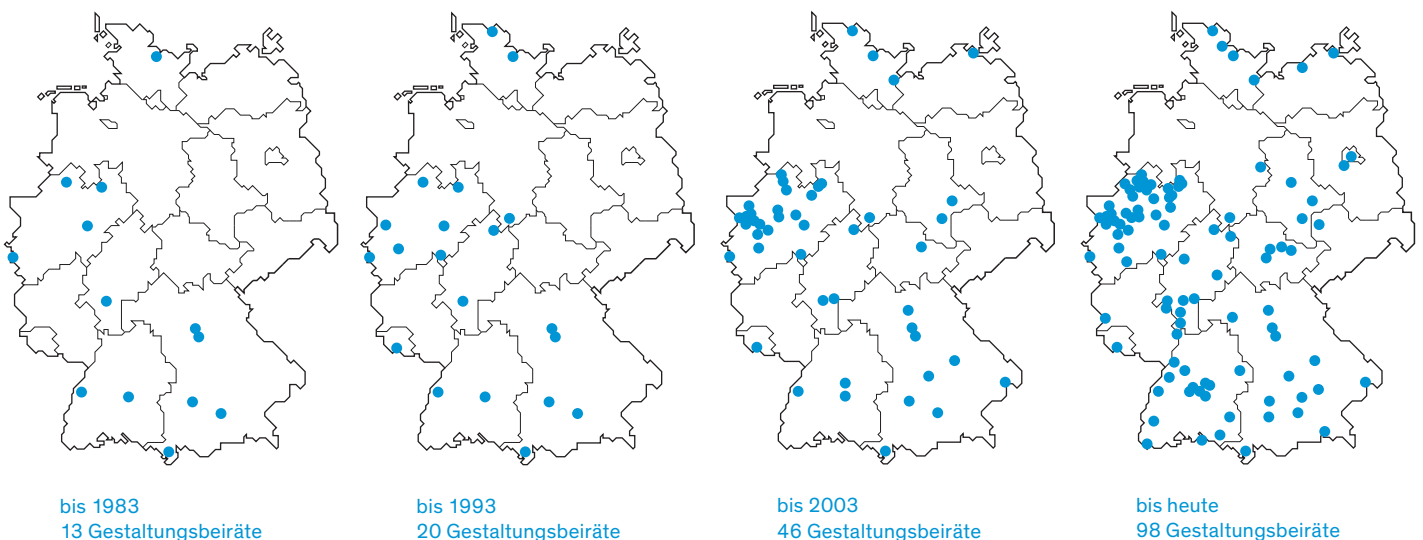 bis 1983
13 Gestaltungsbeiräte
bis 1993
20 Gestaltungsbeiräte
bis 2003
46 Gestaltungsbeiräte
bis heute
98 Gestaltungsbeiräte